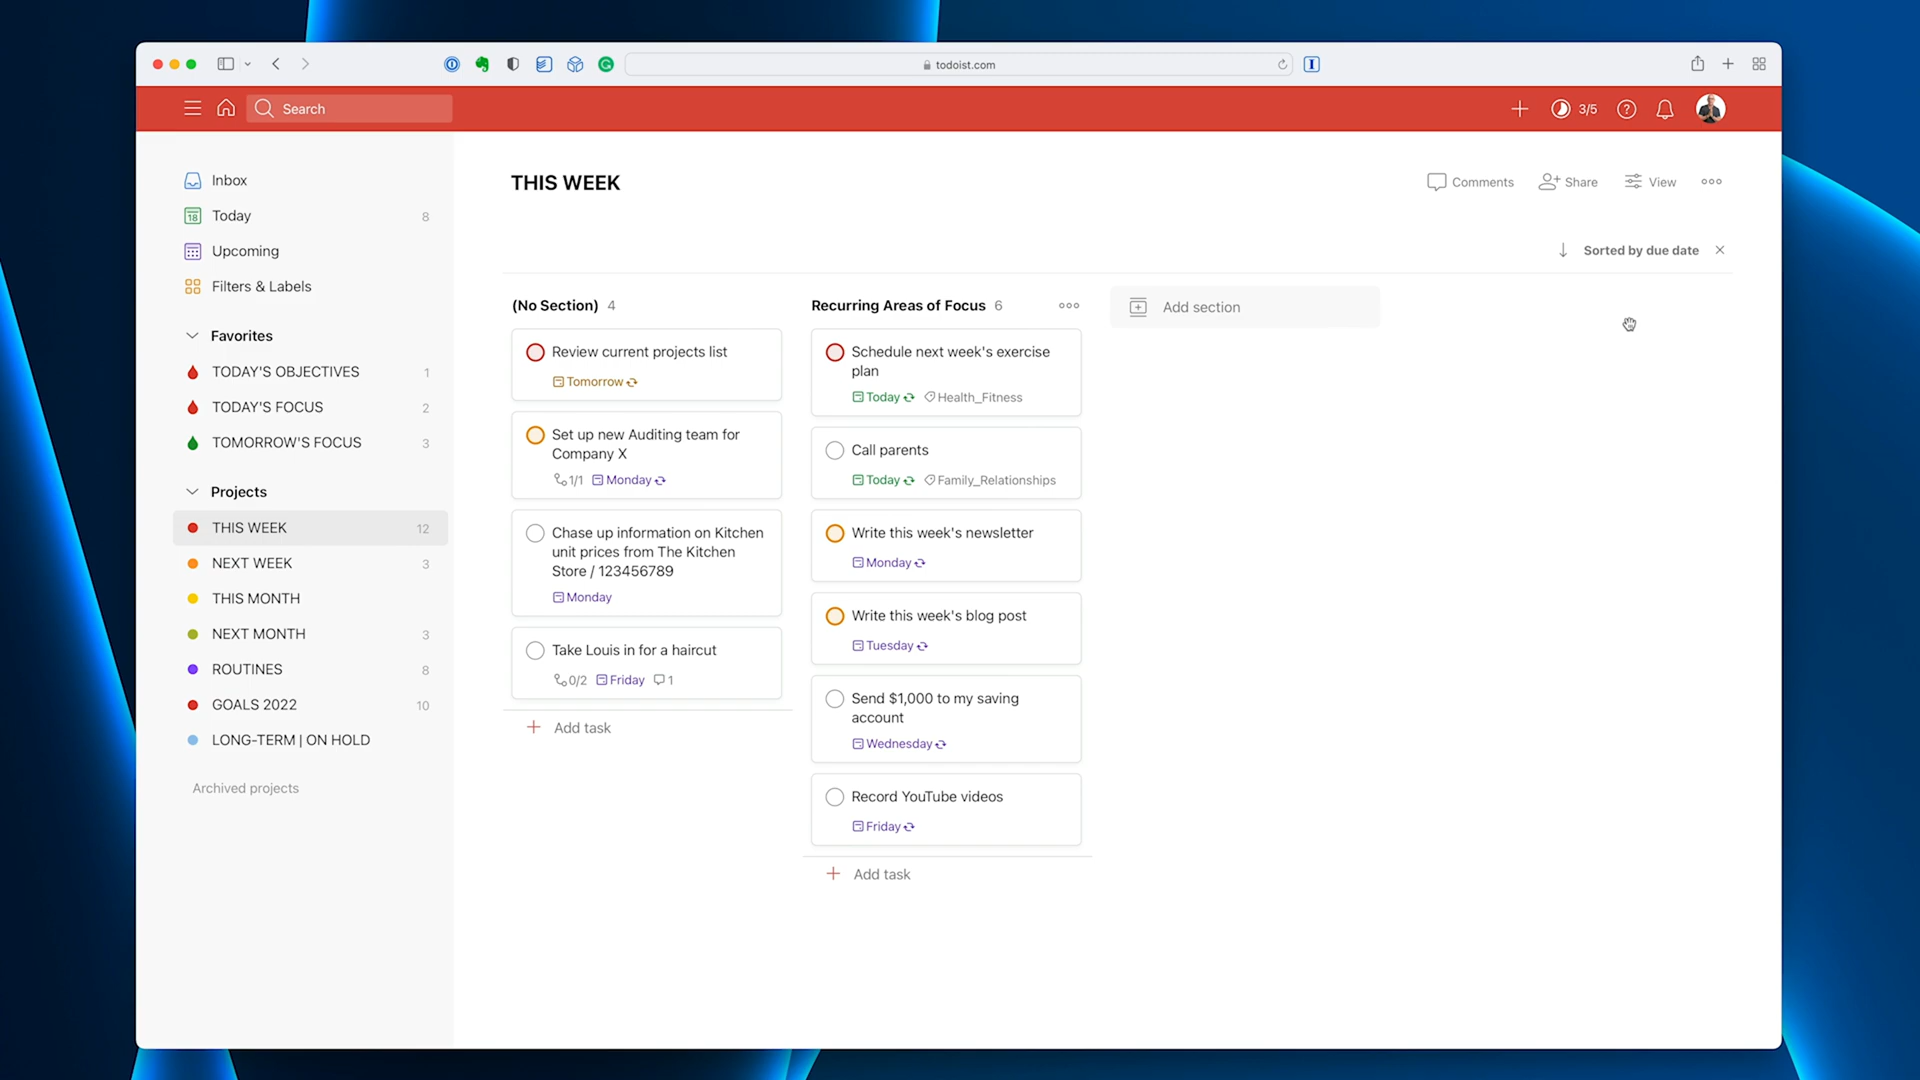 todoist.com
Search
3/5
Inbox
Today 8
Upcoming
Filters & Labels
Favorites
TODAY'S OBJECTIVES 1
TODAY'S FOCUS 2
TOMORROW'S FOCUS 3
Projects
THIS WEEK 12
NEXT WEEK 3
THIS MONTH
NEXT MONTH 3
ROUTINES 8
GOALS 2022 10
LONG-TERM | ON HOLD
Archived projects
THIS WEEK
Comments
Share
View
Sorted by due date
(No Section) 4
Review current projects list
Tomorrow
Set up new Auditing team for
Company X
1/1 Monday
Chase up information on Kitchen
unit prices from The Kitchen
Store / 123456789
Monday
Take Louis in for a haircut
0/2 Friday 1
Add task
Recurring Areas of Focus 6
Schedule next week's exercise
plan
Today Health_Fitness
Call parents
Today Family_Relationships
Write this week's newsletter
Monday
Write this week's blog post
Tuesday
Send $1,000 to my saving
account
Wednesday
Record YouTube videos
Friday
Add task
Add section